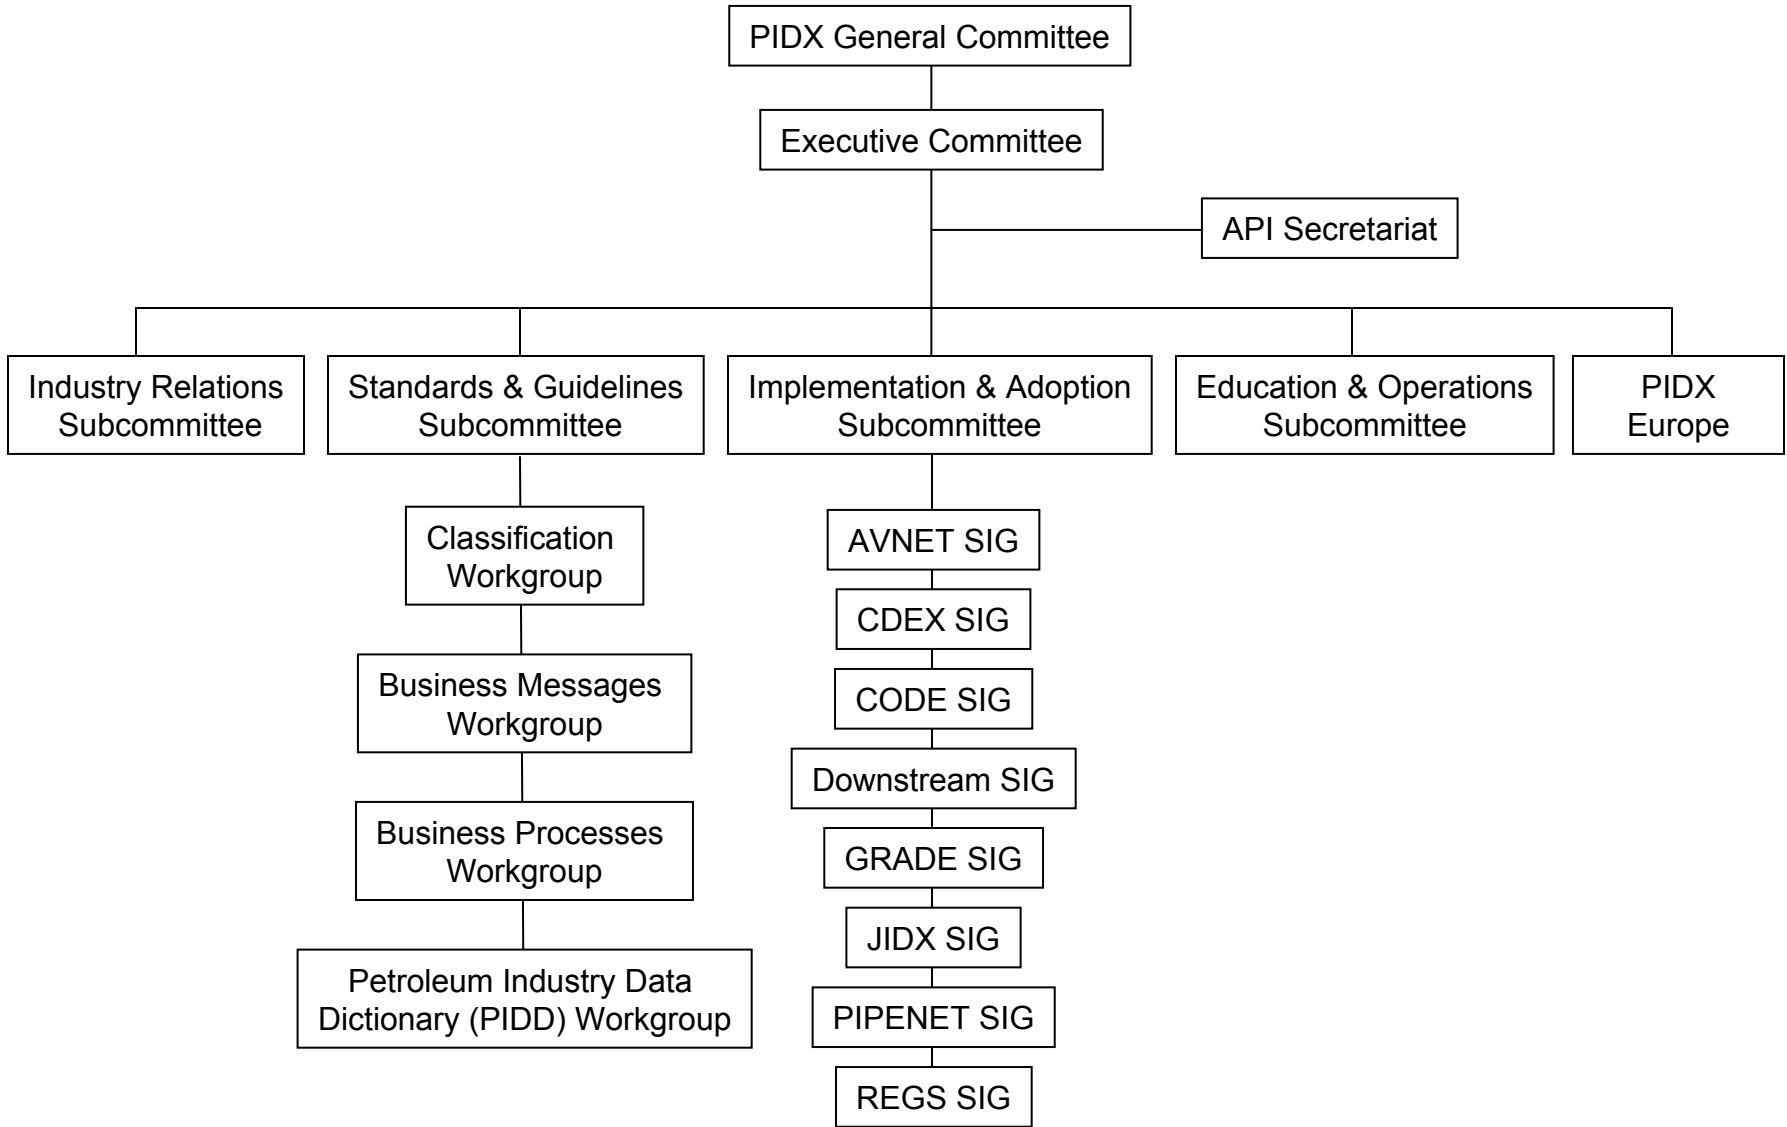 PIDX General Committee
Executive Committee
API Secretariat
Industry Relations
Subcommittee
Standards & Guidelines
Subcommittee
Implementation & Adoption
Subcommittee
Education & Operations
Subcommittee
PIDX
Europe
Classification
Workgroup
Business Messages
Workgroup
Business Processes
Workgroup
Petroleum Industry Data
Dictionary (PIDD) Workgroup
AVNET SIG
CDEX SIG
CODE SIG
Downstream SIG
GRADE SIG
JIDX SIG
PIPENET SIG
REGS SIG